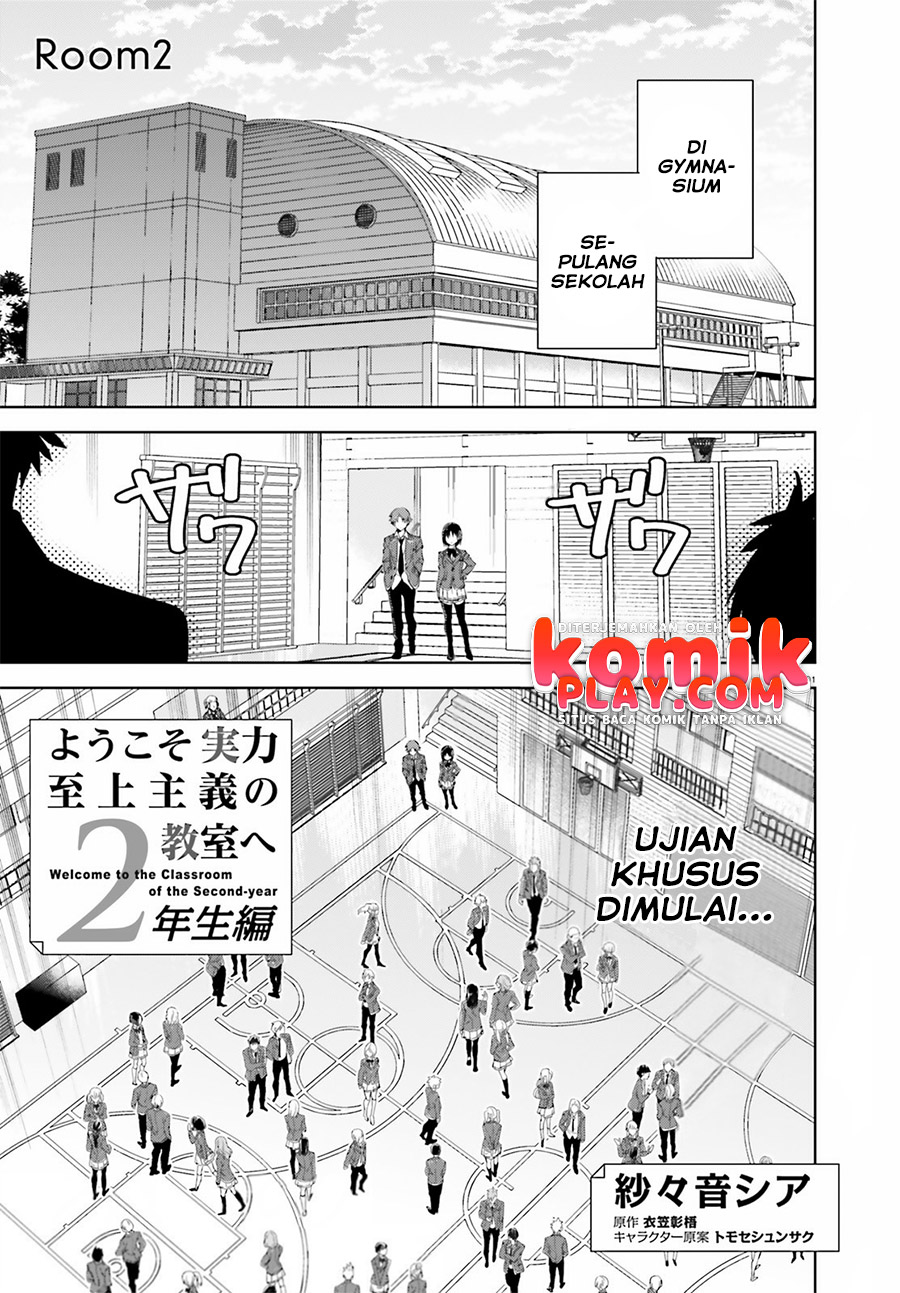 Room2
DI
GYMNA-
SIUM
SE-
PULANG
SEKOLAH
ザワ
ザワ
DITERJEMAHKAN OLEH
komik
PLAY.COM
SITUS BACA KOMIK TANPA IKLAN
ようこそ実力
至上主義の
教室へ
Welcome to the Classroom
of the Second-year
2年生編
UJIAN
KHUSUS
DIMULAI...
紗々音シア
原作 衣笠彰梧
キャラクター原案 トモセシュンサク